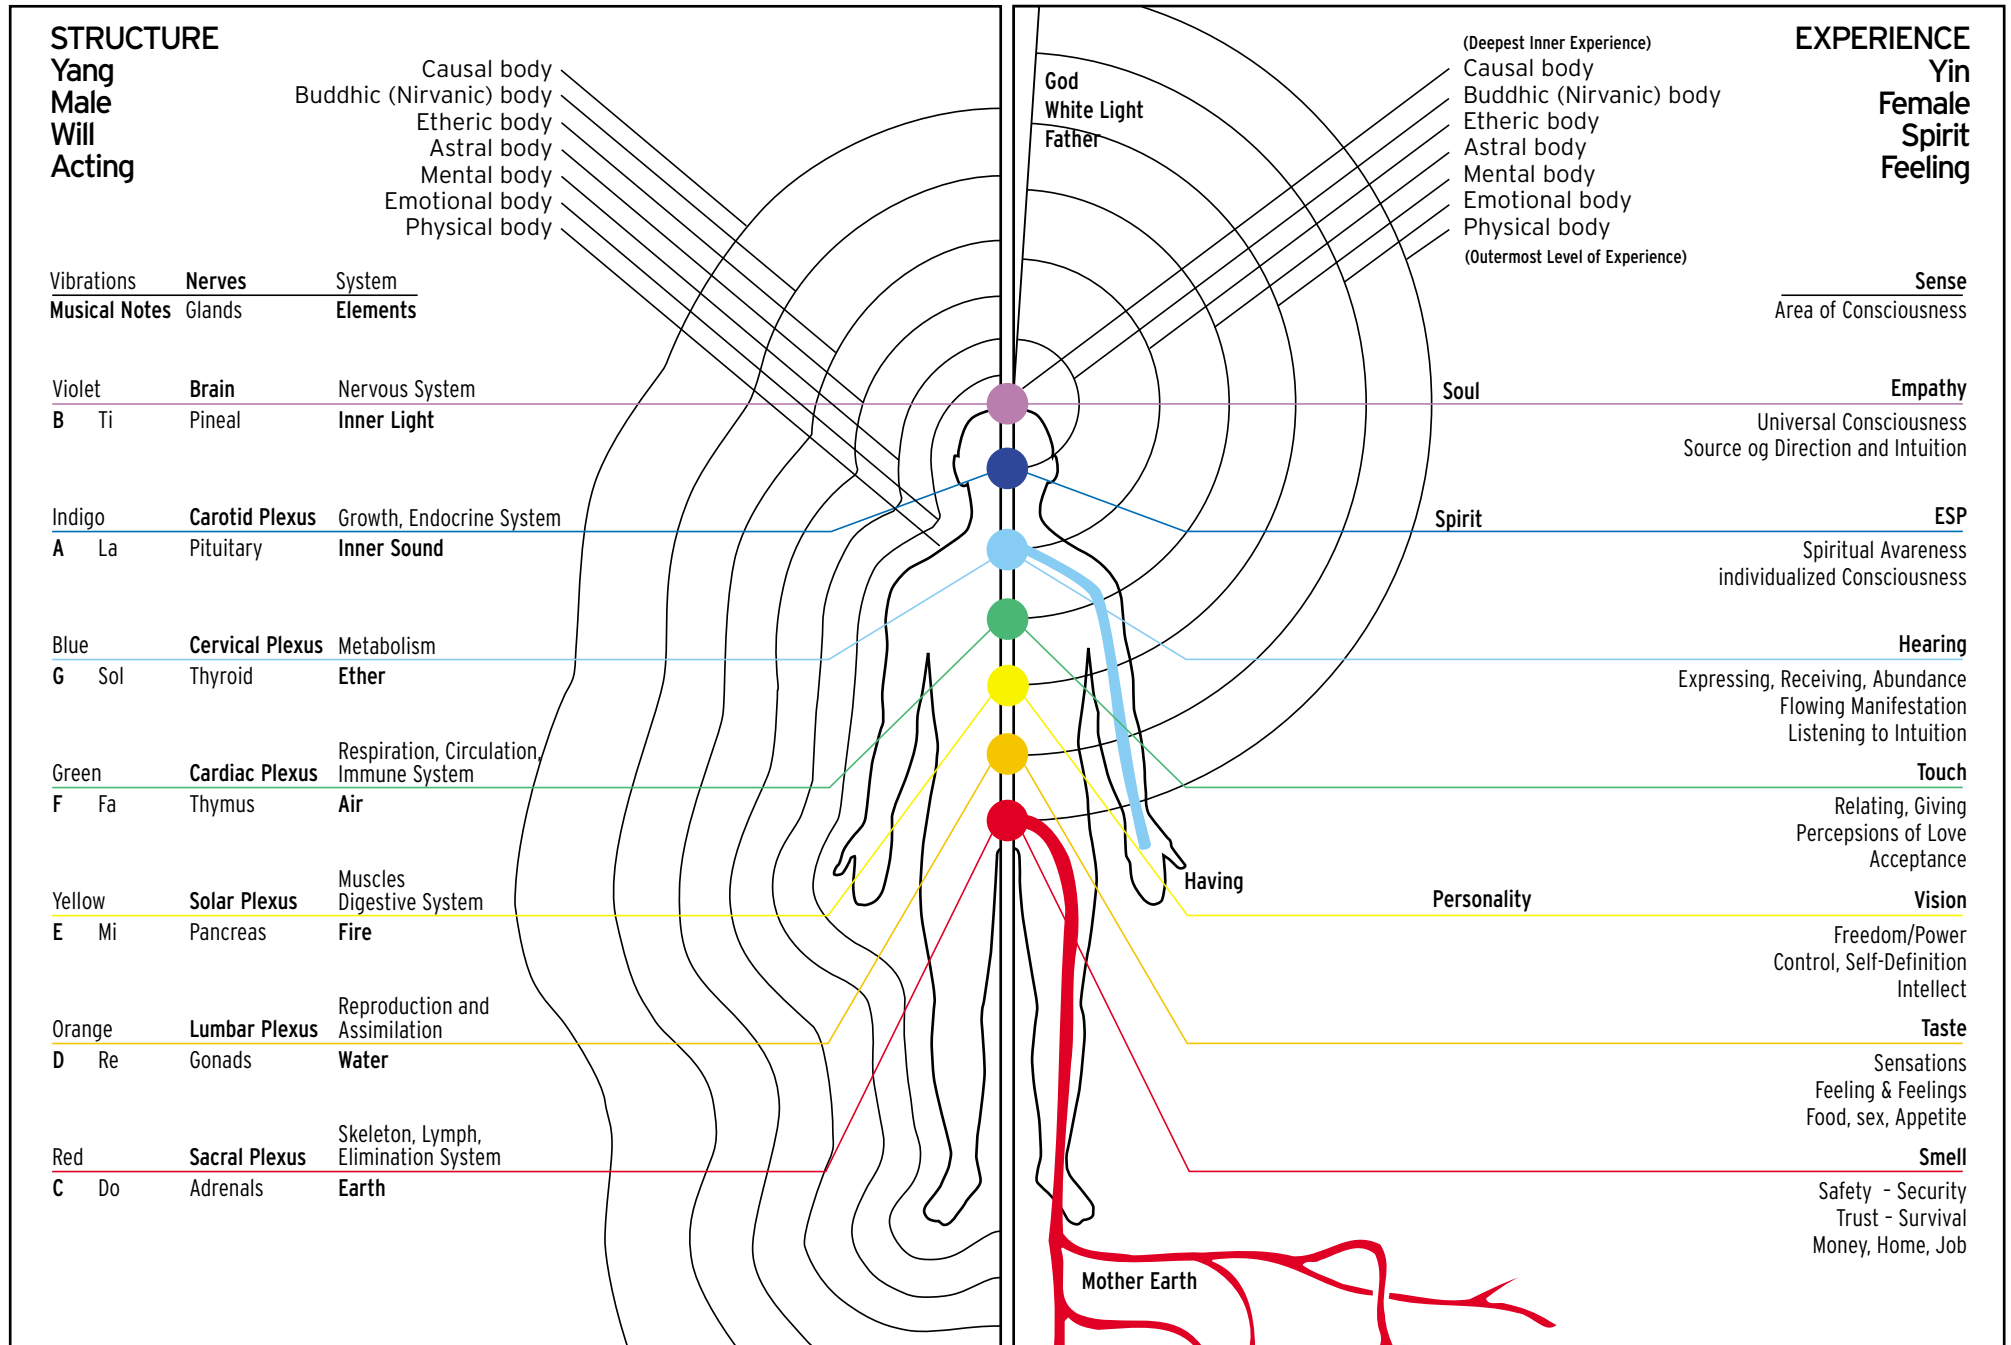 STRUCTURE
Yang
Male
Will
Acting
Causal body
Buddhic (Nirvanic) body
Etheric body
Astral body
Mental body
Emotional body
Physical body
God
White Light
Father
(Deepest Inner Experience)
Causal body
Buddhic (Nirvanic) body
Etheric body
Astral body
Mental body
Emotional body
Physical body
(Outermost Level of Experience)
EXPERIENCE
Yin
Female
Spirit
Feeling
Vibrations Nerves System
Musical Notes Glands Elements
Sense
Area of Consciousness
Violet Brain Nervous System
B Ti Pineal Inner Light
Soul Empathy
Universal Consciousness
Source og Direction and Intuition
Indigo Carotid Plexus Growth, Endocrine System
A La Pituitary Inner Sound
Spirit ESP
Spiritual Avareness
individualized Consciousness
Blue Cervical Plexus Metabolism
G Sol Thyroid Ether
Hearing
Expressing, Receiving, Abundance
Flowing Manifestation
Listening to Intuition
Respiration, Circulation,
Green Cardiac Plexus Immune System
F Fa Thymus Air
Touch
Relating, Giving
Percepsions of Love
Acceptance
Muscles
Yellow Solar Plexus Digestive System
E Mi Pancreas Fire
Having Personality Vision
Freedom/Power
Control, Self-Definition
Intellect
Reproduction and
Orange Lumbar Plexus Assimilation
D Re Gonads Water
Taste
Sensations
Feeling & Feelings
Food, sex, Appetite
Skeleton, Lymph,
Red Sacral Plexus Elimination System
C Do Adrenals Earth
Smell
Safety - Security
Trust - Survival
Money, Home, Job
Mother Earth